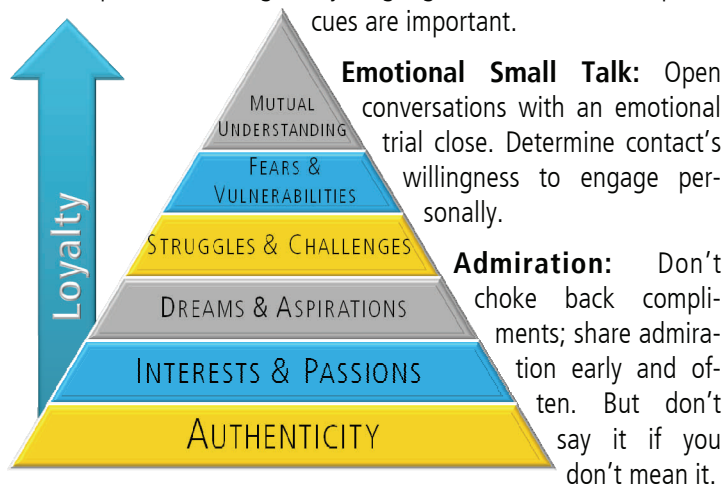 cues are important.
Emotional Small Talk: Open
conversations with an emotional
trial close. Determine contact's
willingness to engage per-
sonally.
Admiration: Don't
choke back compli-
ments; share admira-
tion early and of-
ten. But don't
say it if you
don't mean it.
Loyalty
MUTUAL
UNDERSTANDING
FEARS &
VULNERABILITIES
STRUGGLES & CHALLENGES
DREAMS & ASPIRATIONS
INTERESTS & PASSIONS
AUTHENTICITY